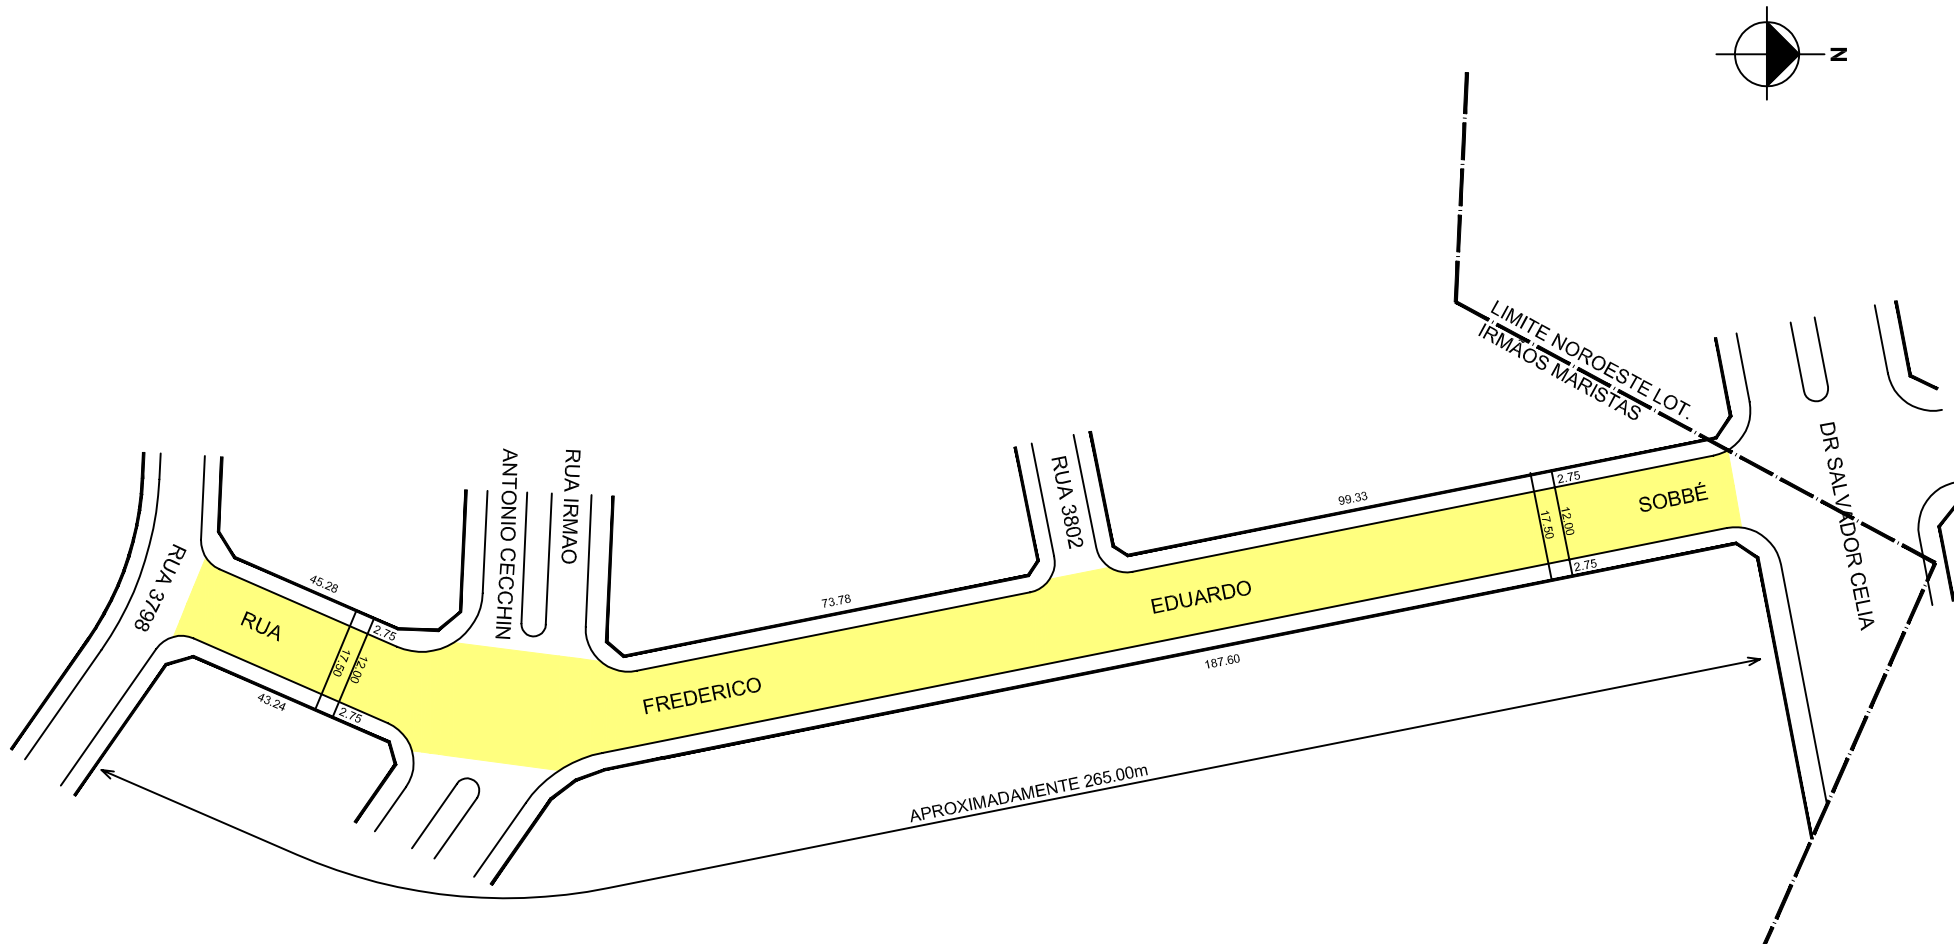 N
LIMITE NOROESTE LOT.
IRMÃOS MARISTAS
DR SALVADOR CELIA
RUA 3798
ANTONIO CECCHIN
RUA IRMAO
RUA 3802
99.33
2.75
17.50
12.00
2.75
SOBBÉ
45.28
73.78
EDUARDO
RUA
2.75
17.50
12.00
2.75
43.24
FREDERICO
187.60
APROXIMADAMENTE 265.00m